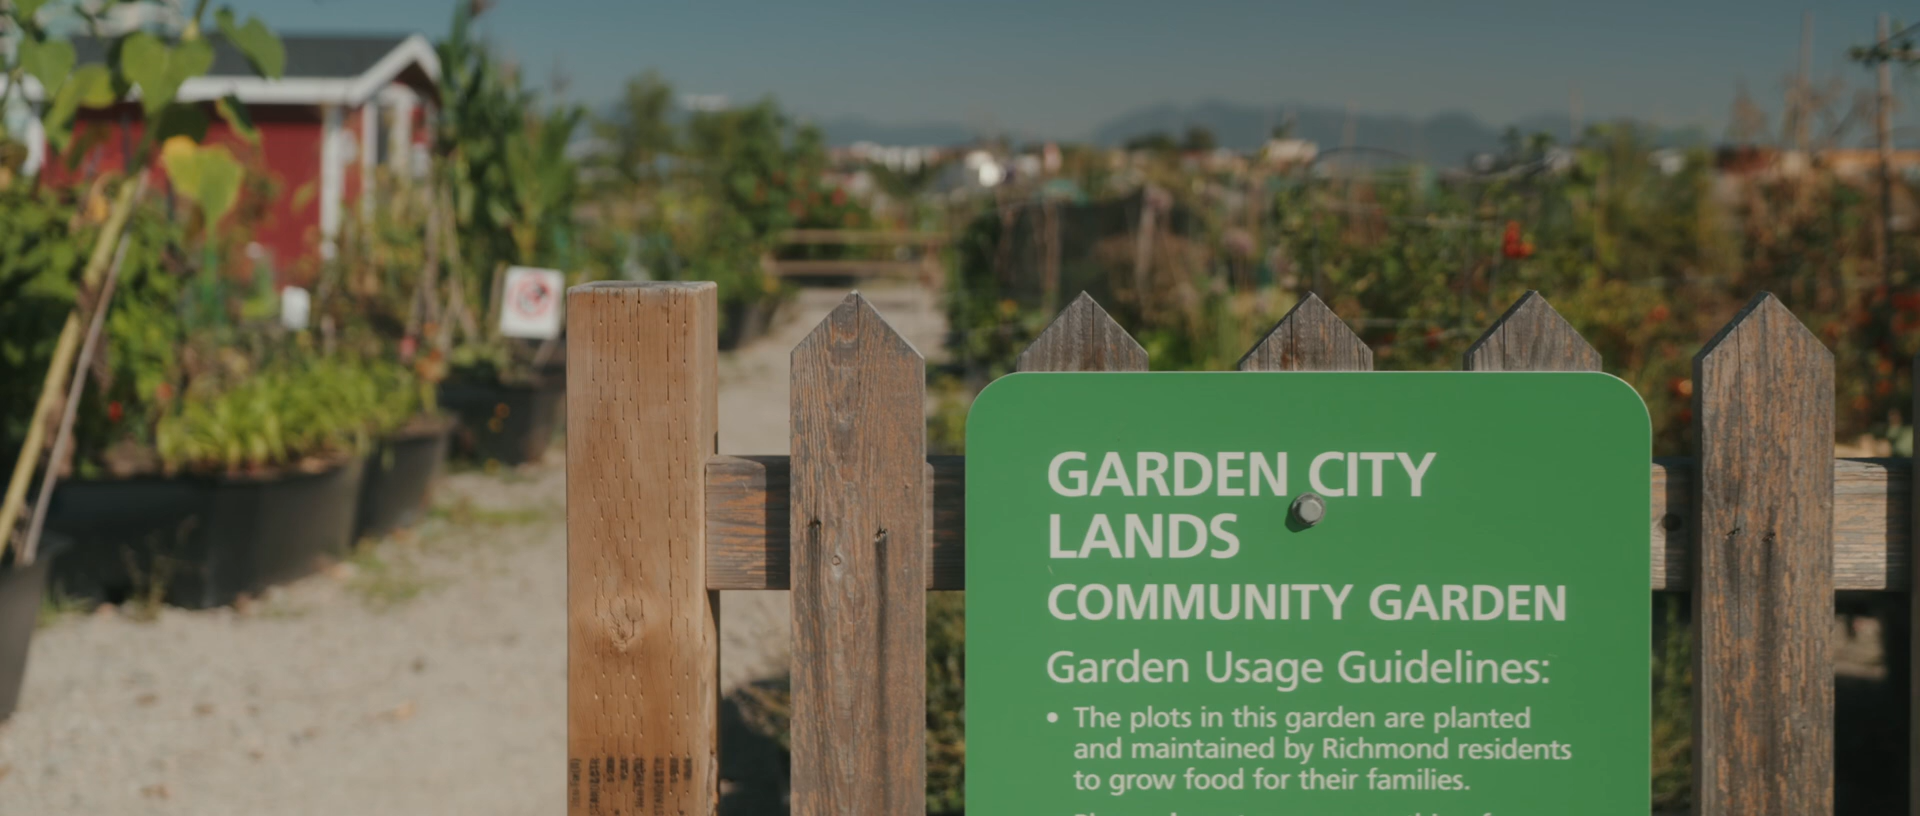 GARDEN CITY
LANDS
COMMUNITY GARDEN
Garden Usage Guidelines:
• The plots in this garden are planted
and maintained by Richmond residents
to grow food for their families.